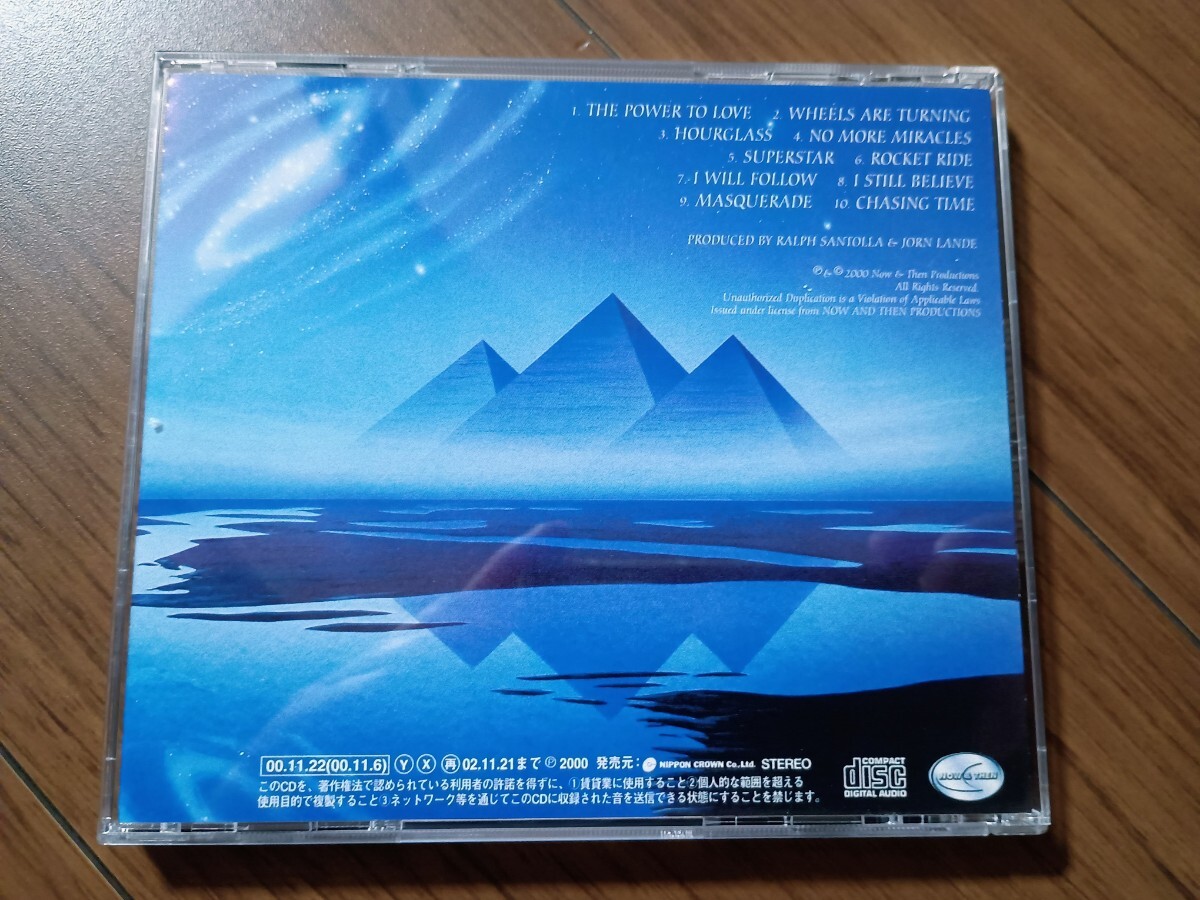 1. THE POWER TO LOVE 2. WHEELS ARE TURNING
3. HOURGLASS 4. NO MORE MIRACLES
5. SUPERSTAR 6. ROCKET RIDE
7. I WILL FOLLOW 8. I STILL BELIEVE
9. MASQUERADE 10. CHASING TIME
PRODUCED BY RALPH SANTOLLA & JORN LANDE
℗ & © 2000 Now & Then Productions
All Rights Reserved.
Unauthorized Duplication is a Violation of Applicable Laws
Issued under license from NOW AND THEN PRODUCTIONS
00.11.22(00.11.6) Ⓨ Ⓧ ㊢ 02.11.21まで ℗ 2000 発売元: NIPPON CROWN Co.,Ltd. STEREO
このCDを、著作権法で認められている利用者の許諾を得ずに、①賃貸業に使用すること②個人的な範囲を超える
使用目的で複製すること③ネットワーク等を通じてこのCDに収録された音を送信できる状態にすることを禁じます。
COMPACT
disc
DIGITAL AUDIO
NOW & THEN